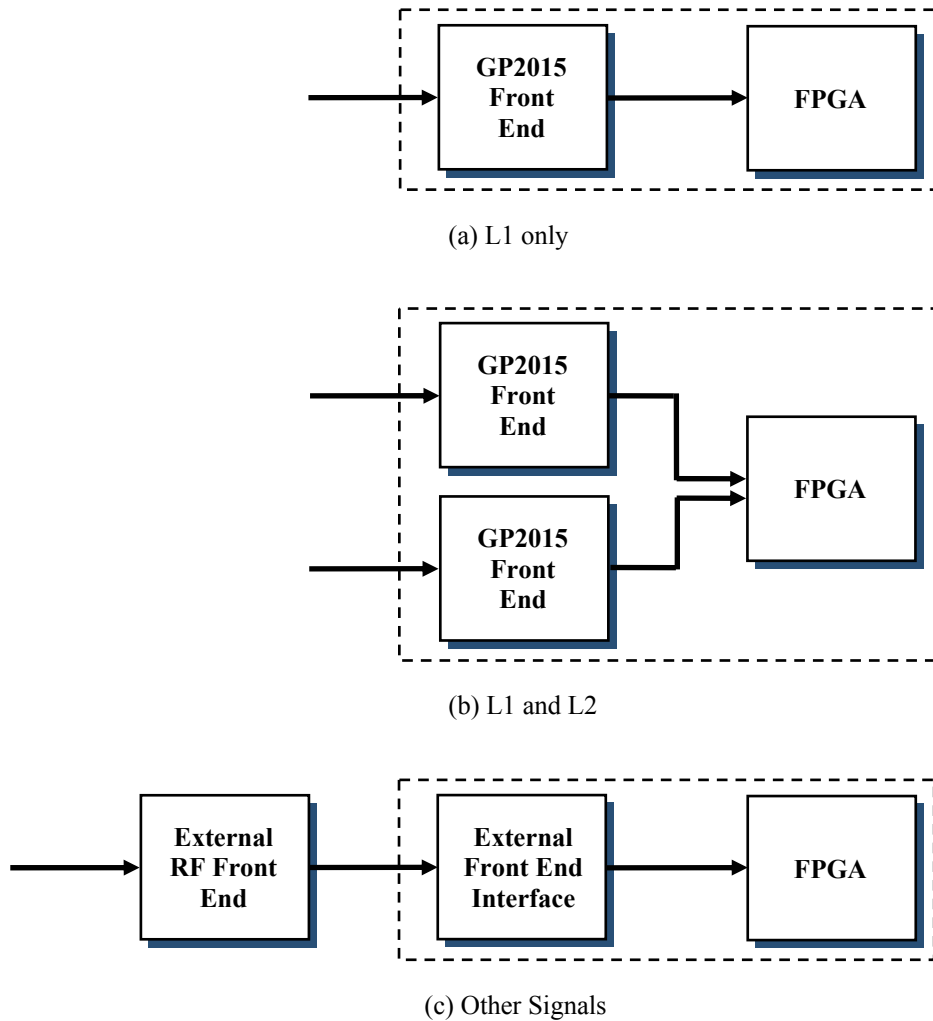 GP2015
Front
End
FPGA
(a) L1 only
GP2015
Front
End
FPGA
GP2015
Front
End
(b) L1 and L2
External
RF Front
End
External
Front End
Interface
FPGA
(c) Other Signals